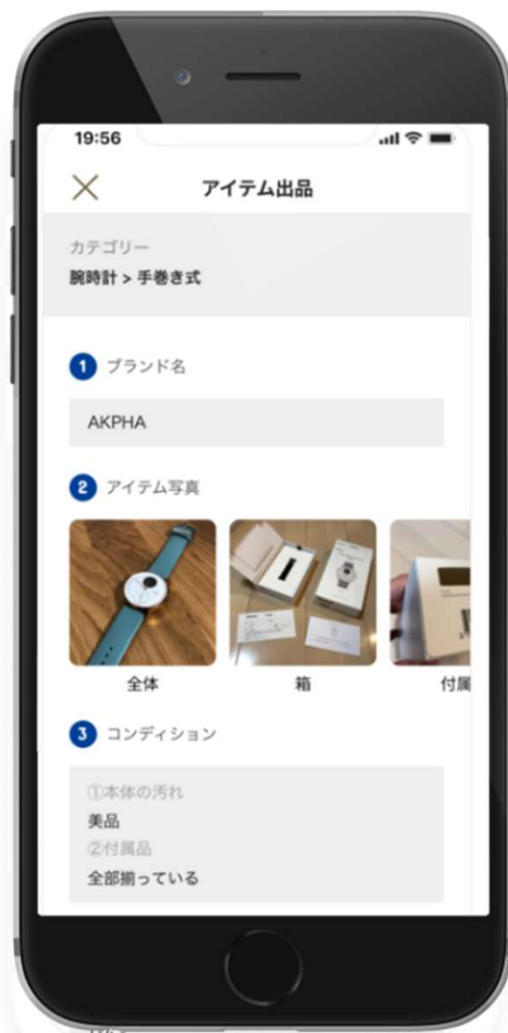 19:56
アイテム出品
カテゴリー
腕時計 > 手巻き式
1 ブランド名
AKPHA
2 アイテム写真
全体
箱
付属
3 コンディション
①本体の汚れ
美品
②付属品
全部揃っている